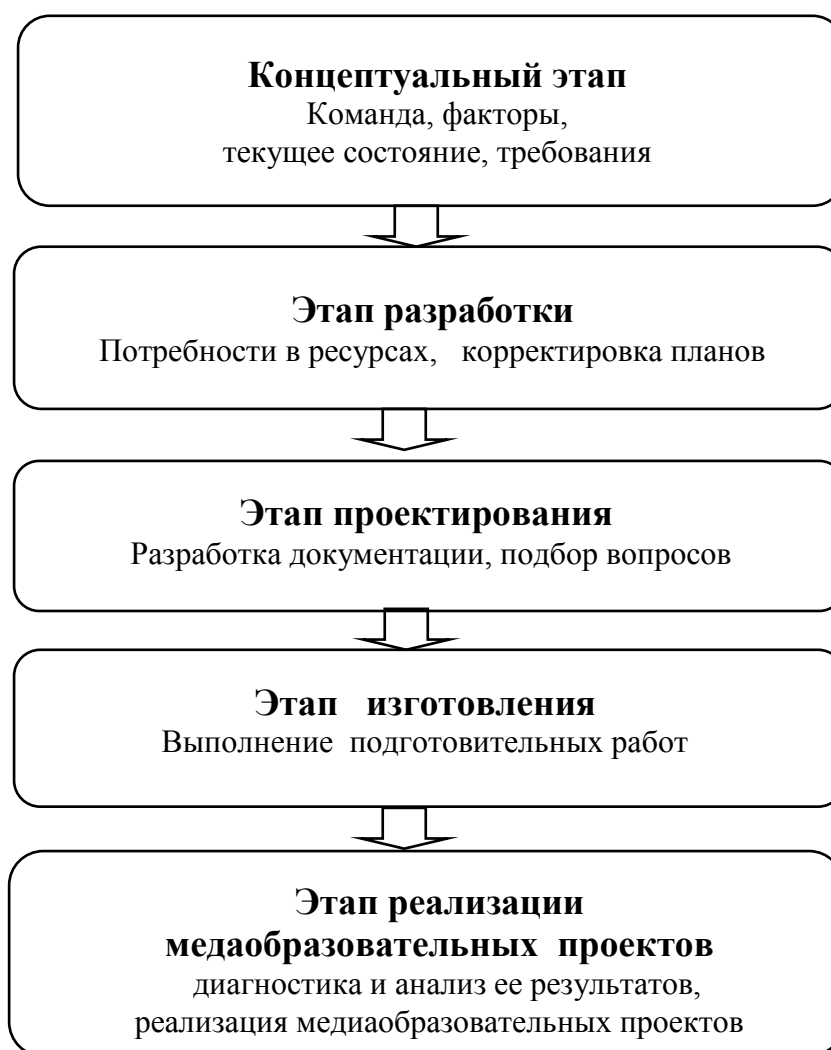 Концептуальный этап
Команда, факторы,
текущее состояние, требования
Этап разработки
Потребности в ресурсах, корректировка планов
Этап проектирования
Разработка документации, подбор вопросов
Этап изготовления
Выполнение подготовительных работ
Этап реализации
медаобразовательных проектов
диагностика и анализ ее результатов,
реализация медиаобразовательных проектов